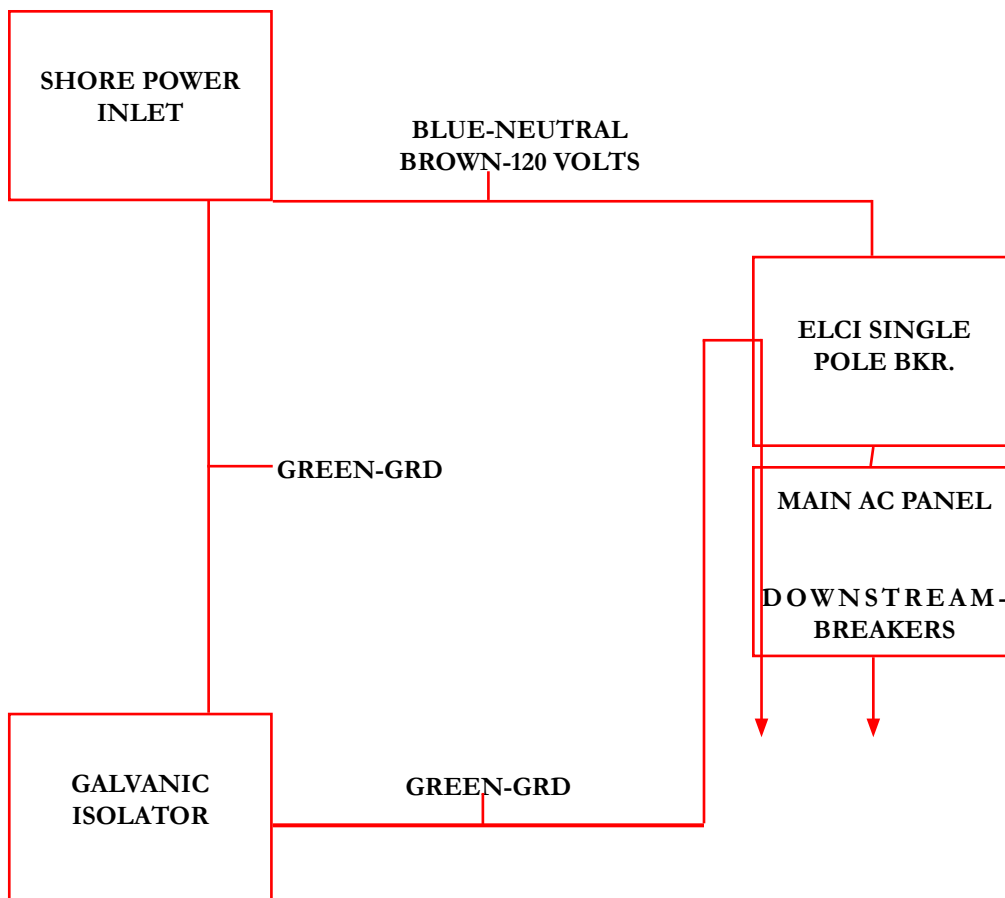 SHORE POWER
INLET
BLUE-NEUTRAL
BROWN-120 VOLTS
ELCI SINGLE
POLE BKR.
GREEN-GRD
MAIN AC PANEL
DOWNSTREAM-
BREAKERS
GALVANIC
ISOLATOR
GREEN-GRD